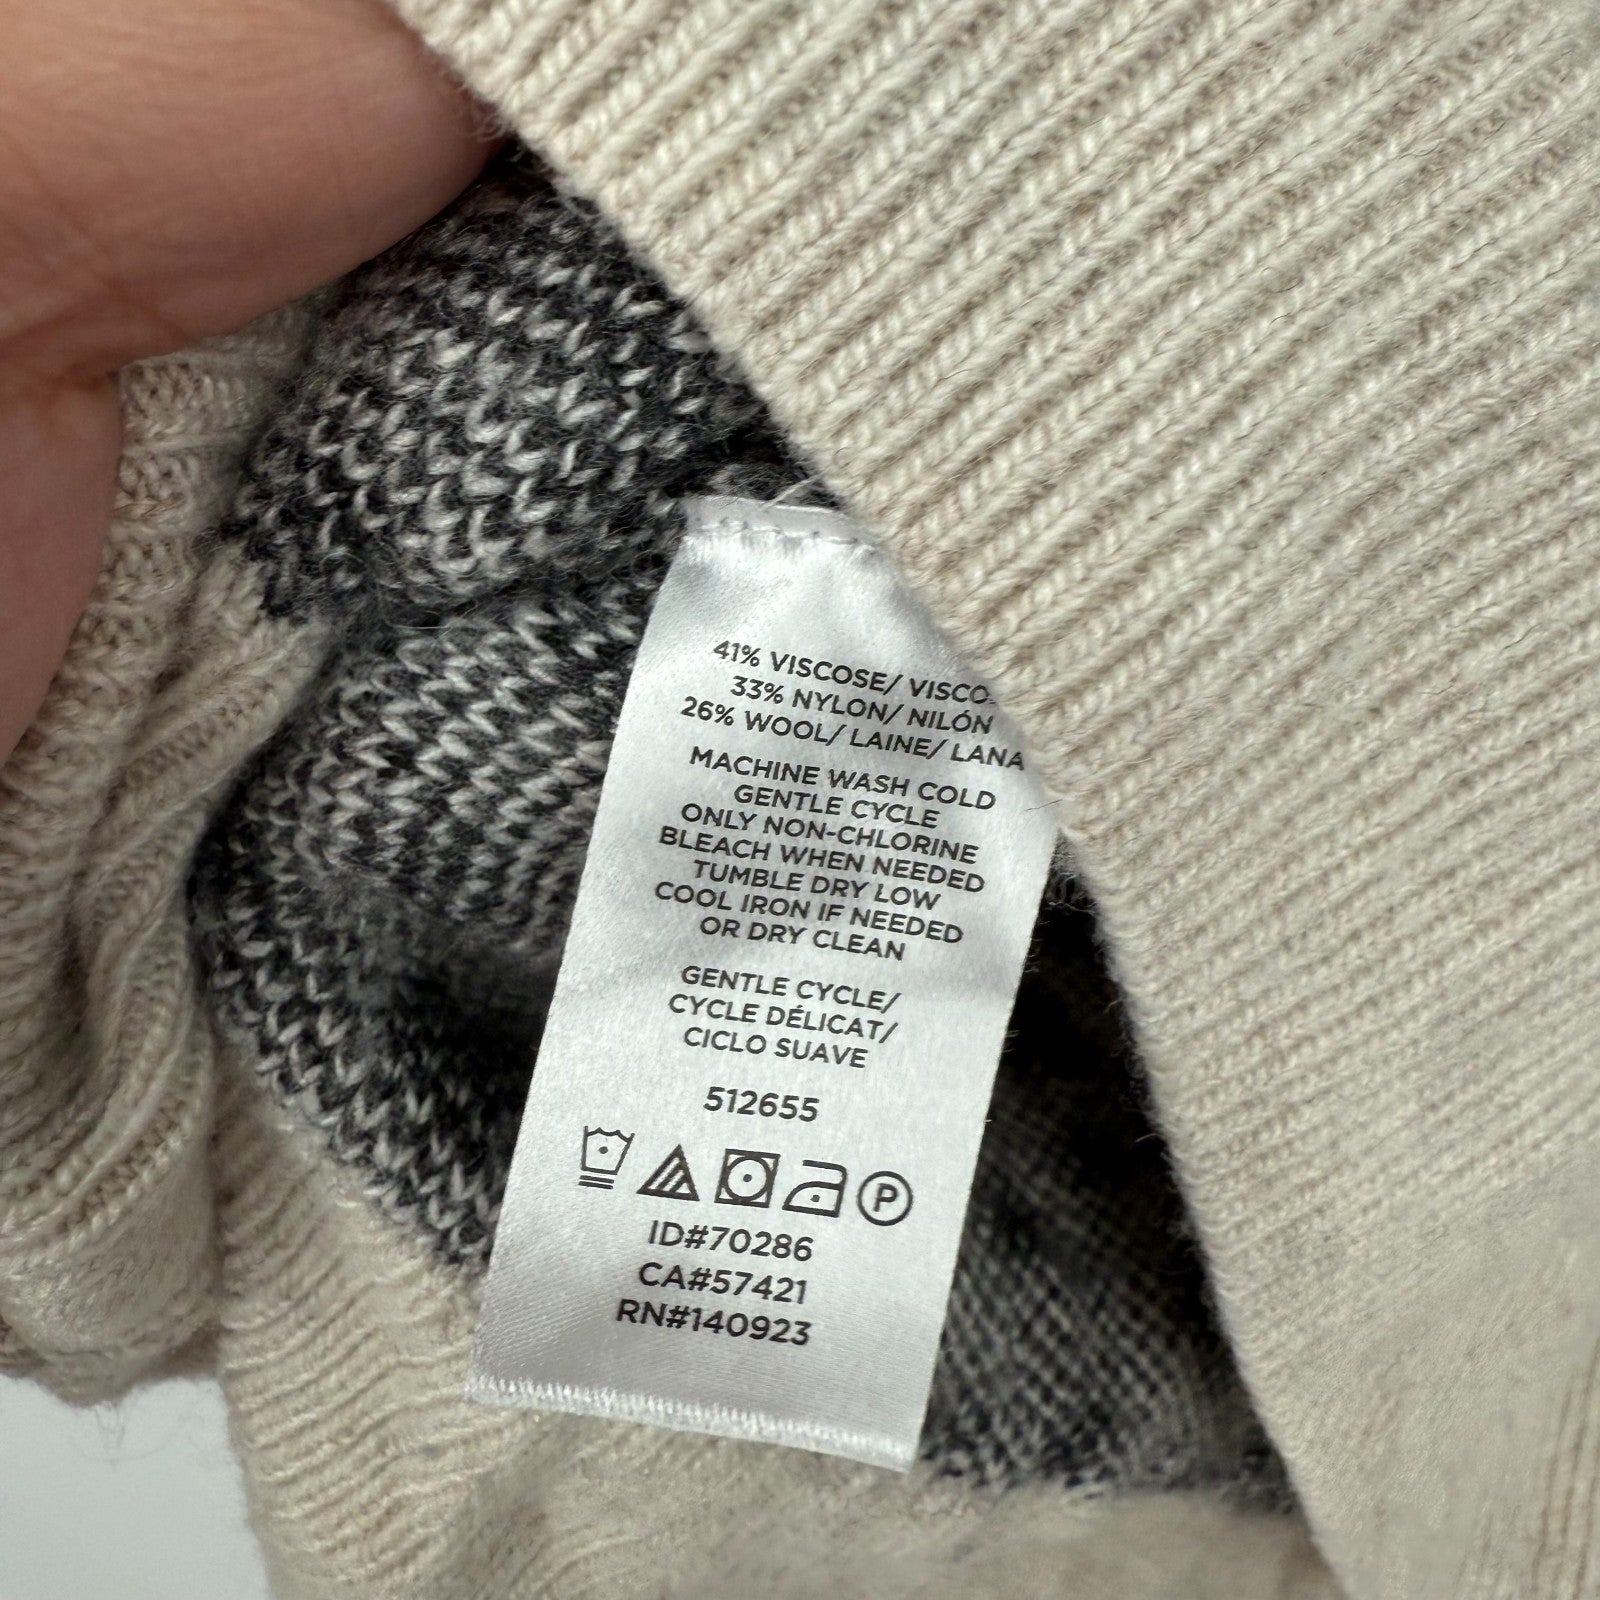 41% VISCOSE/ VISCO
33% NYLON/ NILÓN
26% WOOL/ LAINE/ LANA
MACHINE WASH COLD
GENTLE CYCLE
ONLY NON-CHLORINE
BLEACH WHEN NEEDED
TUMBLE DRY LOW
COOL IRON IF NEEDED
OR DRY CLEAN
GENTLE CYCLE/
CYCLE DÉLICAT/
CICLO SUAVE
512655
P
ID#70286
CA#57421
RN#140923